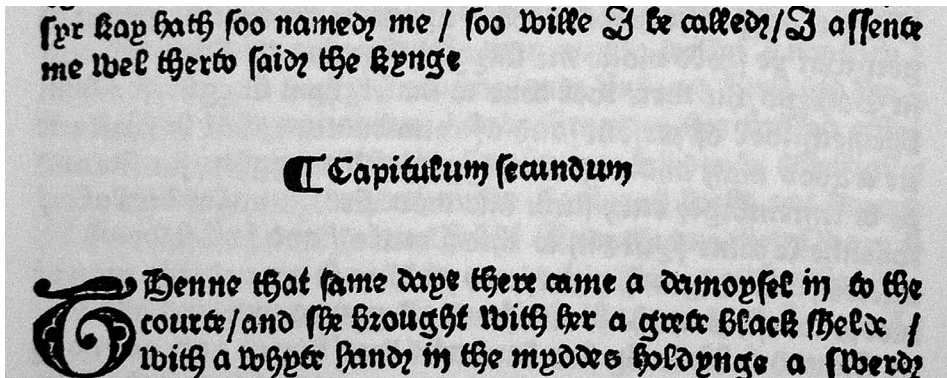 syr kay hath soo named me / soo wille I be called / I assente
me wel therto said the kynge
¶ Capitulum secundum
THenne that same daye there came a damoysel in to the
courte / and she brought with her a grete black shelde /
with a whyte hand in the myddes holdynge a swerd